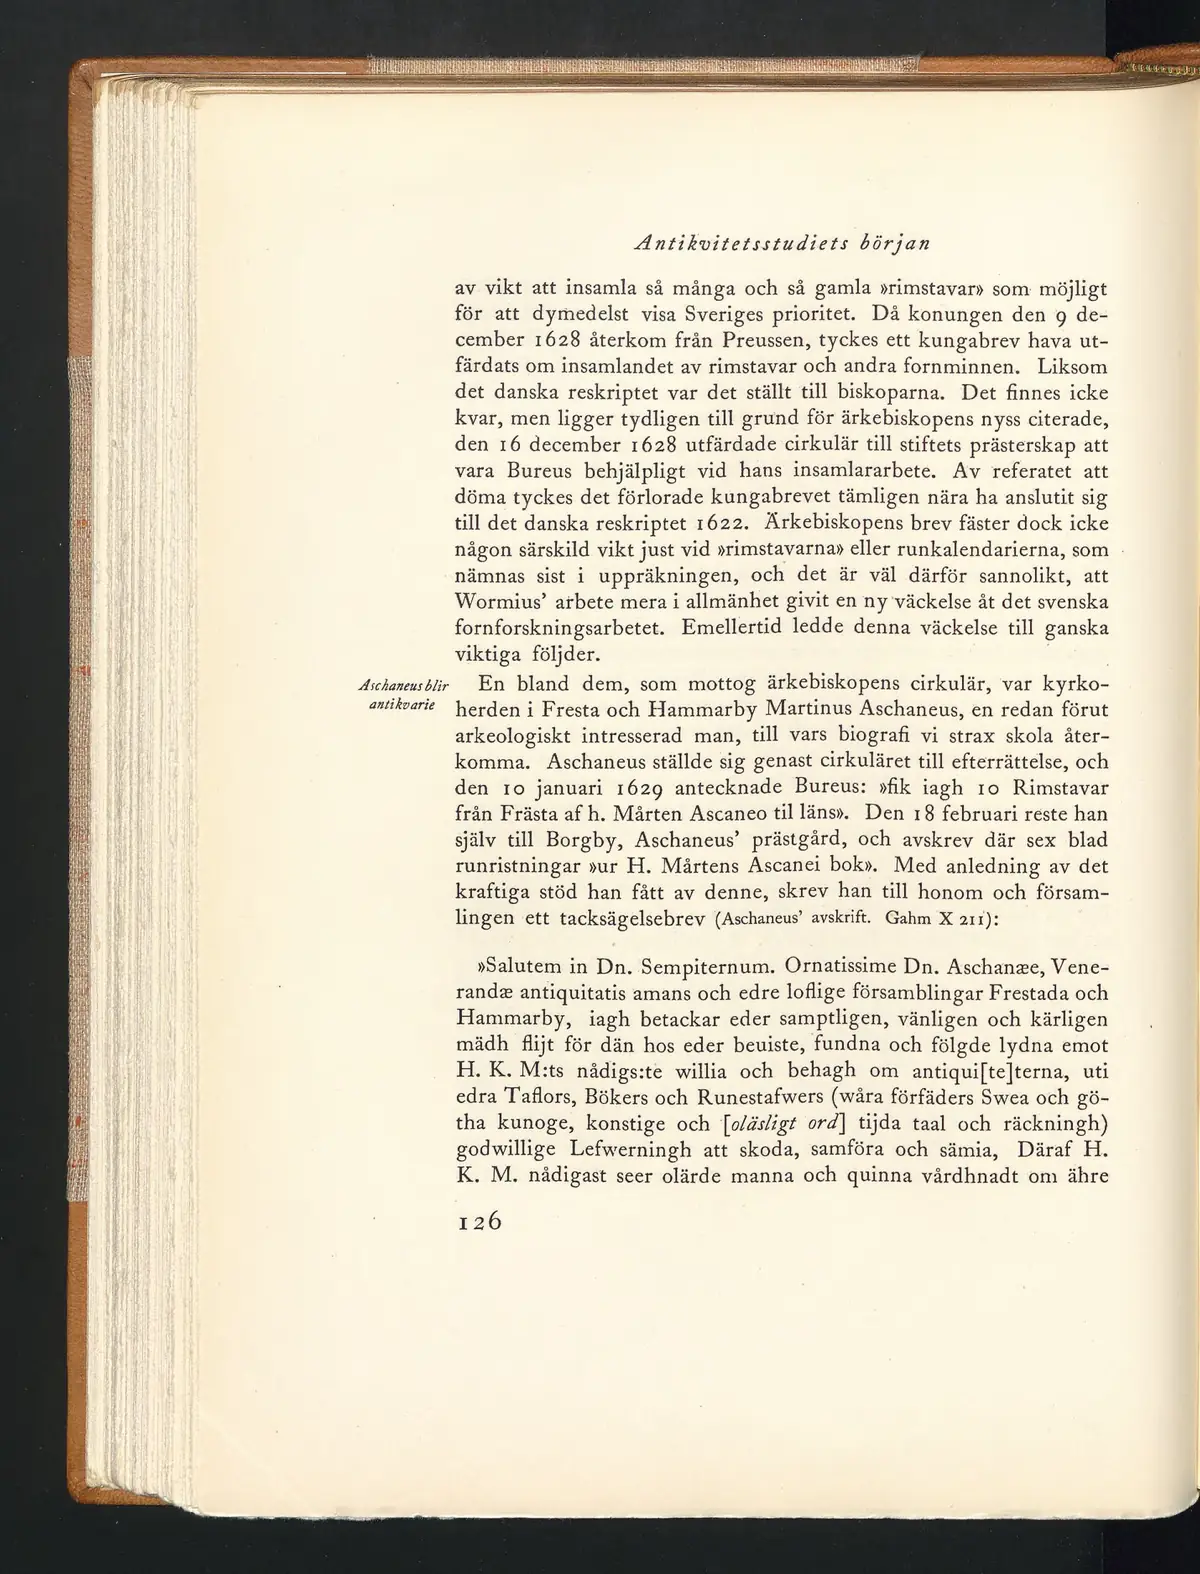 Antikvitetsstudiets början
av vikt att insamla så många och så gamla »rimstavar» som möjligt
för att dymedelst visa Sveriges prioritet. Då konungen den 9 de-
cember 1628 återkom från Preussen, tyckes ett kungabrev hava ut-
färdats om insamlandet av rimstavar och andra fornminnen. Liksom
det danska reskriptet var det ställt till biskoparna. Det finnes icke
kvar, men ligger tydligen till grund för ärkebiskopens nyss citerade,
den 16 december 1628 utfärdade cirkulär till stiftets prästerskap att
vara Bureus behjälpligt vid hans insamlararbete. Av referatet att
döma tyckes det förlorade kungabrevet tämligen nära ha anslutit sig
till det danska reskriptet 1622. Ärkebiskopens brev fäster dock icke
någon särskild vikt just vid »rimstavarna» eller runkalendarierna, som
nämnas sist i uppräkningen, och det är väl därför sannolikt, att
Wormius' arbete mera i allmänhet givit en ny väckelse åt det svenska
fornforskningsarbetet. Emellertid ledde denna väckelse till ganska
viktiga följder.
Aschaneus blir
antikvarie
En bland dem, som mottog ärkebiskopens cirkulär, var kyrko-
herden i Fresta och Hammarby Martinus Aschaneus, en redan förut
arkeologiskt intresserad man, till vars biografi vi strax skola åter-
komma. Aschaneus ställde sig genast cirkuläret till efterrättelse, och
den 10 januari 1629 antecknade Bureus: »fik iagh 10 Rimstavar
från Frästa af h. Mårten Ascaneo til läns». Den 18 februari reste han
själv till Borgby, Aschaneus' prästgård, och avskrev där sex blad
runristningar »ur H. Mårtens Ascanei bok». Med anledning av det
kraftiga stöd han fått av denne, skrev han till honom och försam-
lingen ett tacksägelsebrev (Aschaneus' avskrift. Gahm X 211):
»Salutem in Dn. Sempiternum. Ornatissime Dn. Aschanæe, Vene-
randæ antiquitatis amans och edre loflige församblingar Frestada och
Hammarby, iagh betackar eder samptligen, vänligen och kärligen
mädh flijt för dän hos eder beuiste, fundna och fölgde lydna emot
H. K. M:ts nådigs:te willia och behagh om antiqui[te]terna, uti
edra Taflors, Bökers och Runestafwers (wåra förfäders Swea och gö-
tha kunoge, konstige och [oläsligt ord] tijda taal och räckningh)
godwillige Lefwerningh att skoda, samföra och sämia, Däraf H.
K. M. nådigast seer olärde manna och quinna vårdhnadt om ähre
126